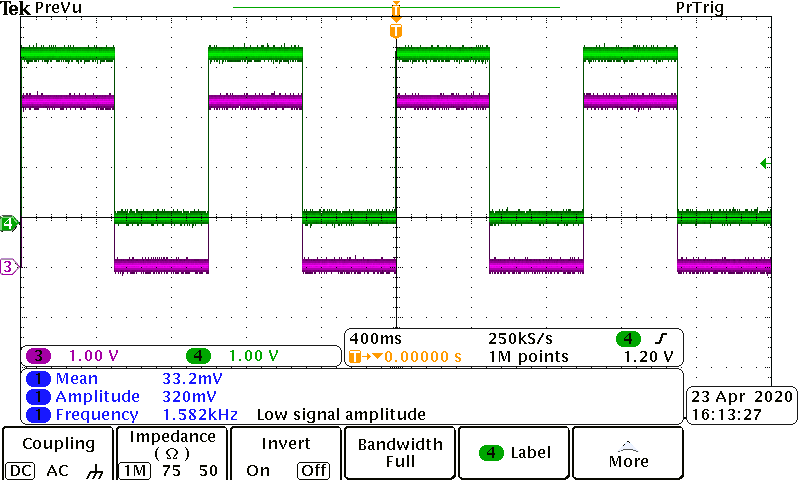 Tek PreVu PrTrig
T
T
4
3
3 1.00 V 4 1.00 V
400ms 250kS/s 4
T 0.00000 s 1M points 1.20 V
1 Mean 33.2mV
1 Amplitude 320mV
1 Frequency 1.582kHz Low signal amplitude
23 Apr 2020
16:13:27
Coupling
DC AC
Impedance
(Ω)
1M 75 50
Invert
On Off
Bandwidth
Full
4 Label
More